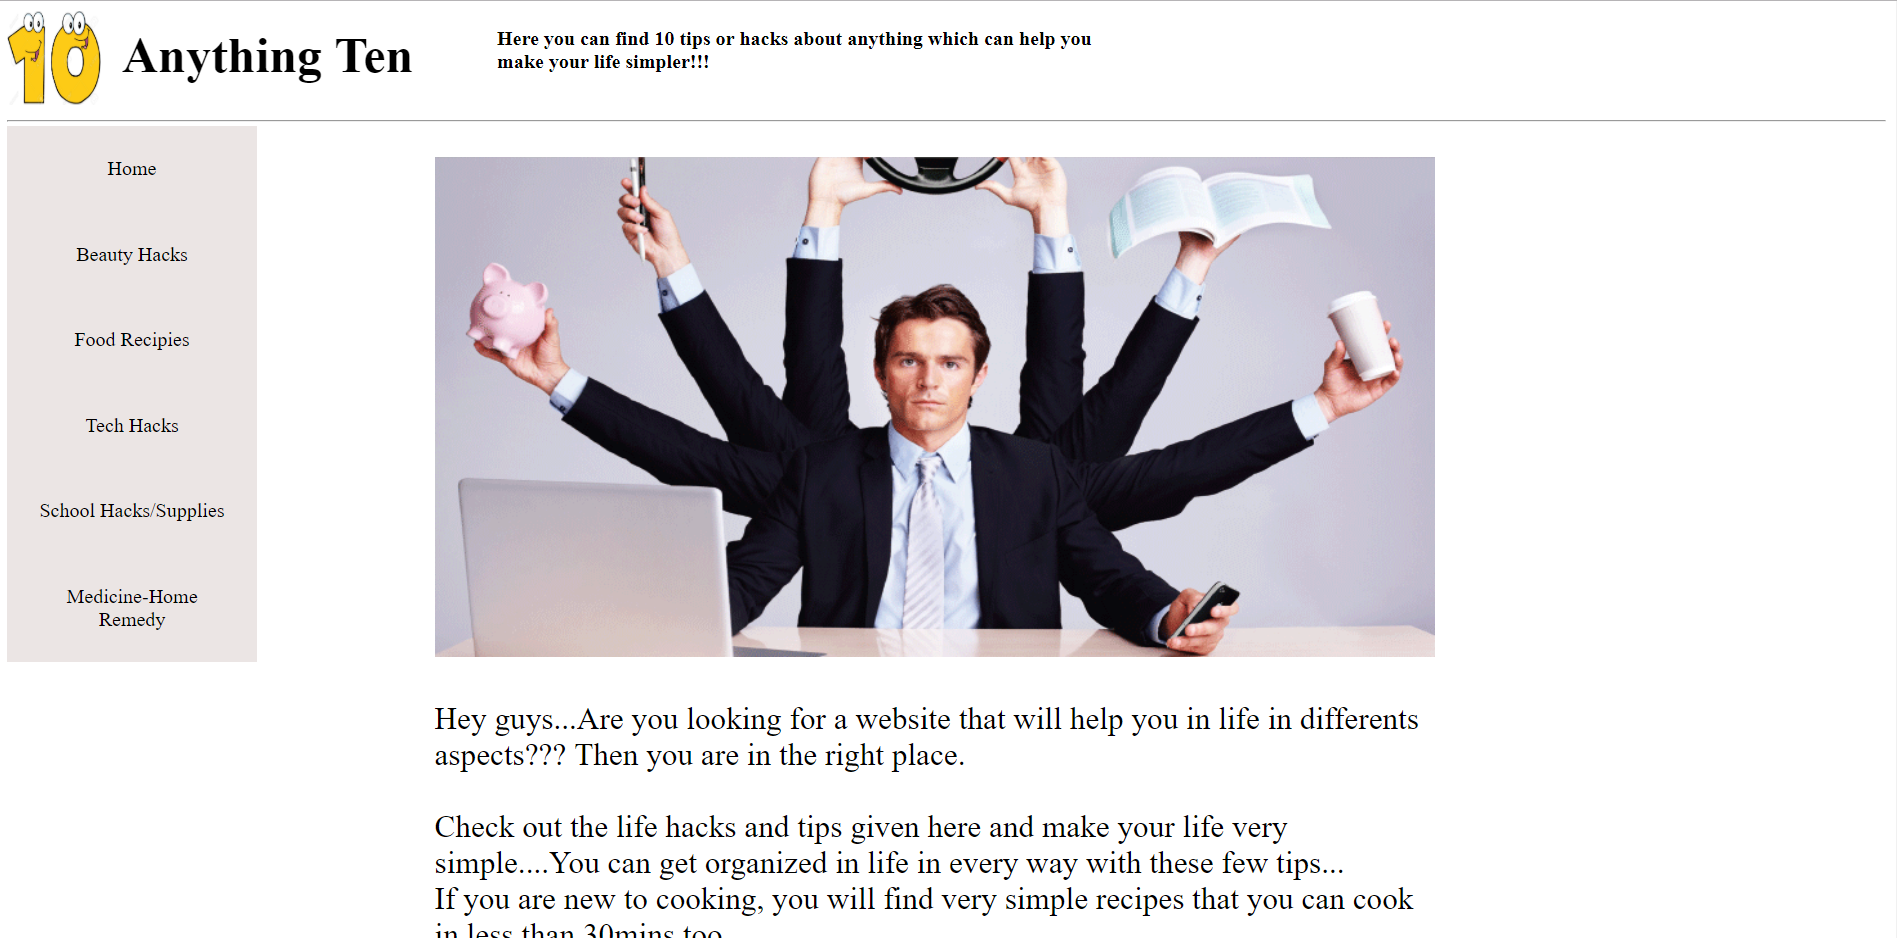 10 Anything Ten
Here you can find 10 tips or hacks about anything which can help you
make your life simpler!!!
Home
Beauty Hacks
Food Recipies
Tech Hacks
School Hacks/Supplies
Medicine-Home
Remedy
Hey guys...Are you looking for a website that will help you in life in differents
aspects??? Then you are in the right place.
Check out the life hacks and tips given here and make your life very
simple....You can get organized in life in every way with these few tips...
If you are new to cooking, you will find very simple recipes that you can cook
in less than 30mins too